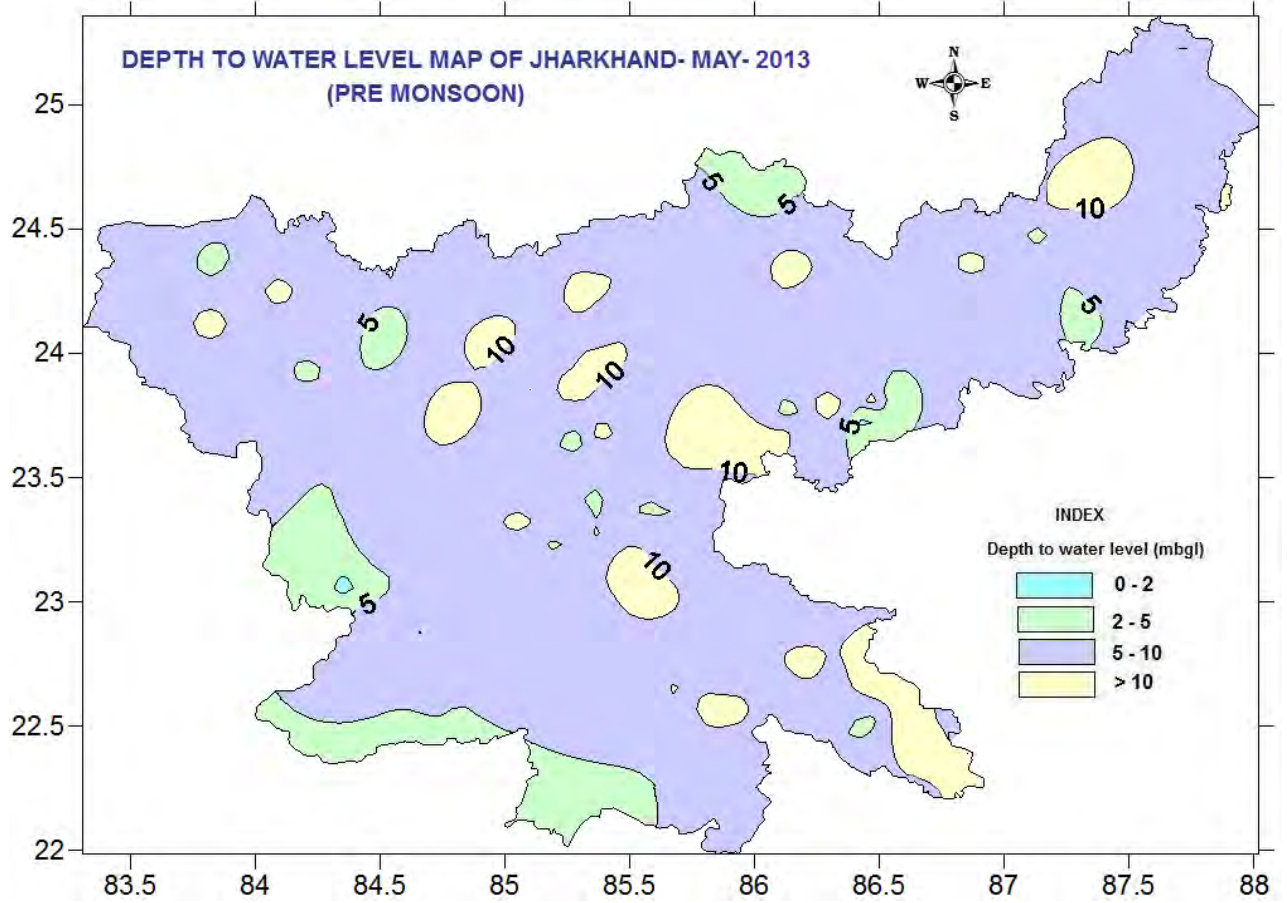 DEPTH TO WATER LEVEL MAP OF JHARKHAND- MAY- 2013
(PRE MONSOON)
N
W E
S
25
24.5
24
23.5
23
22.5
22
5
5
10
5
5
10
10
5
10
10
5
INDEX
Depth to water level (mbgl)
0 - 2
2 - 5
5 - 10
> 10
83.5 84 84.5 85 85.5 86 86.5 87 87.5 88